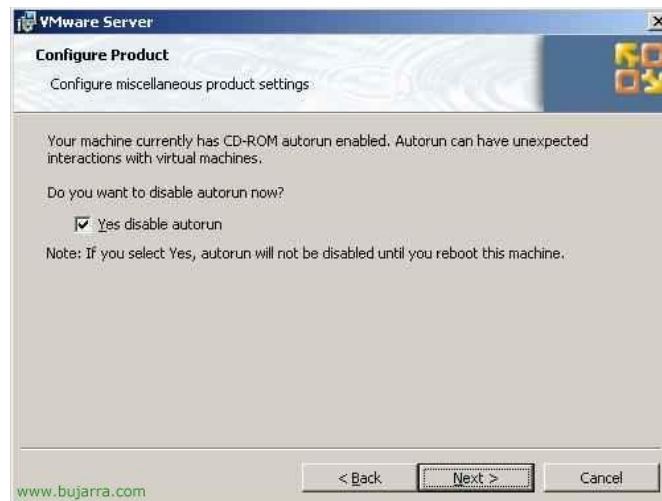 VMware Server
Configure Product
Configure miscellaneous product settings
Your machine currently has CD-ROM autorun enabled. Autorun can have unexpected
interactions with virtual machines.
Do you want to disable autorun now?
Yes disable autorun
Note: If you select Yes, autorun will not be disabled until you reboot this machine.
< Back
Next >
Cancel
www.bujarra.com